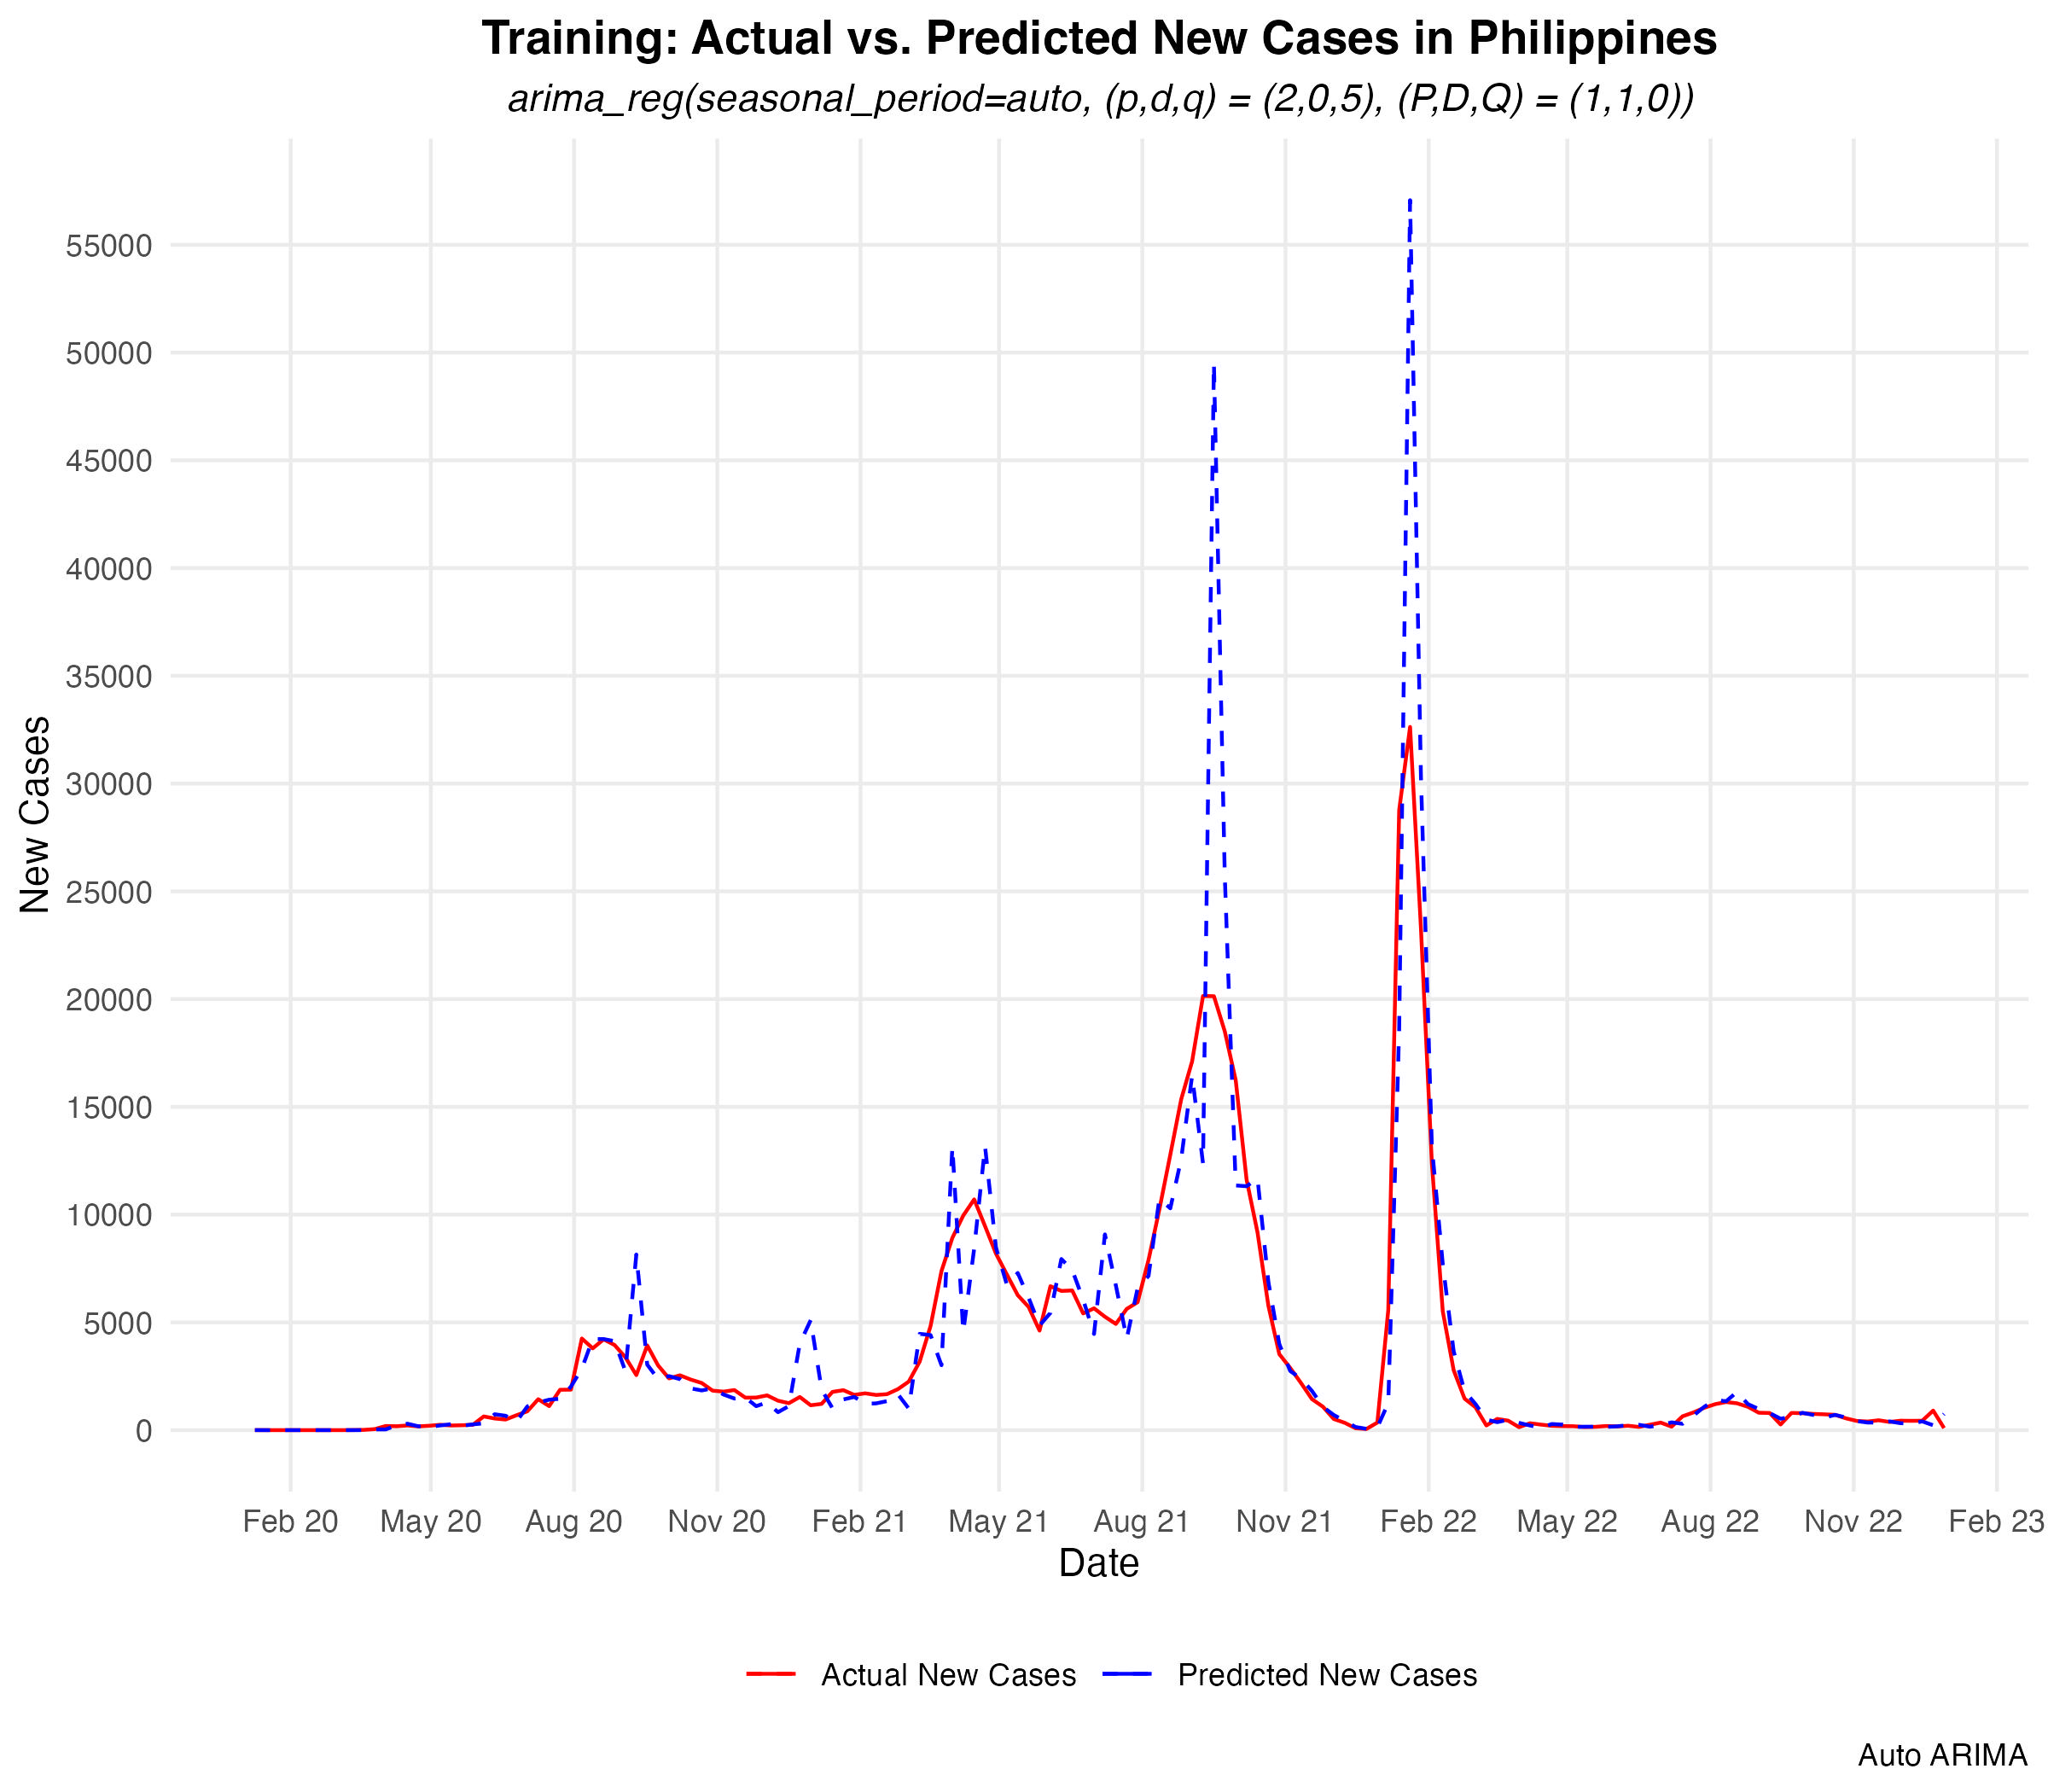 Training: Actual vs. Predicted New Cases in Philippines
arima_reg(seasonal_period=auto, (p,d,q) = (2,0,5), (P,D,Q) = (1,1,0))
New Cases
55000
50000
45000
40000
35000
30000
25000
20000
15000
10000
5000
0
Feb 20 May 20 Aug 20 Nov 20 Feb 21 May 21 Aug 21 Nov 21 Feb 22 May 22 Aug 22 Nov 22 Feb 23
Date
Actual New Cases Predicted New Cases
Auto ARIMA